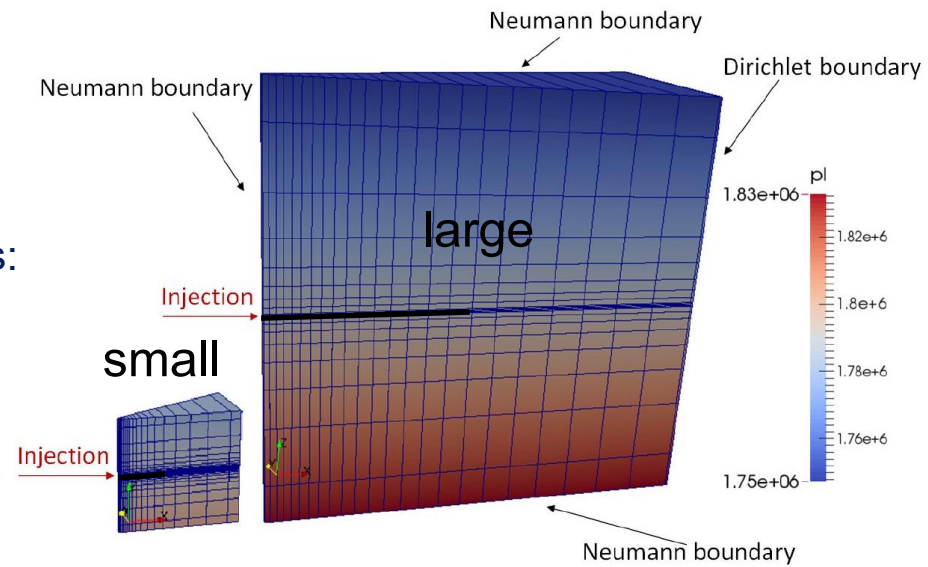 Neumann boundary
Dirichlet boundary
Neumann boundary
pl
1.83e+06
large
1.82e+6
s:
Injection
1.8e+6
small
1.78e+6
1.76e+6
Injection
1.75e+06
z
x
x
Neumann boundary